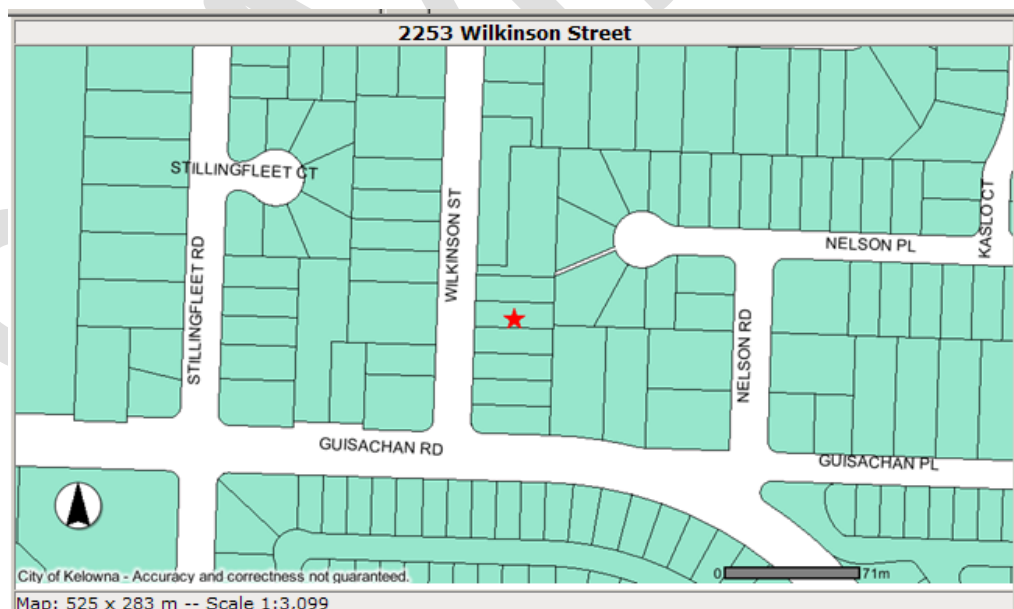 2253 Wilkinson Street
STILLINGFLEET CT
WILKINSON ST
KASLO CT
NELSON PL
STILLINGFLEET RD
NELSON RD
GUISACHAN RD
GUISACHAN PL
City of Kelowna - Accuracy and correctness not guaranteed.
0 71m
Map: 525 x 283 m -- Scale 1:3,099